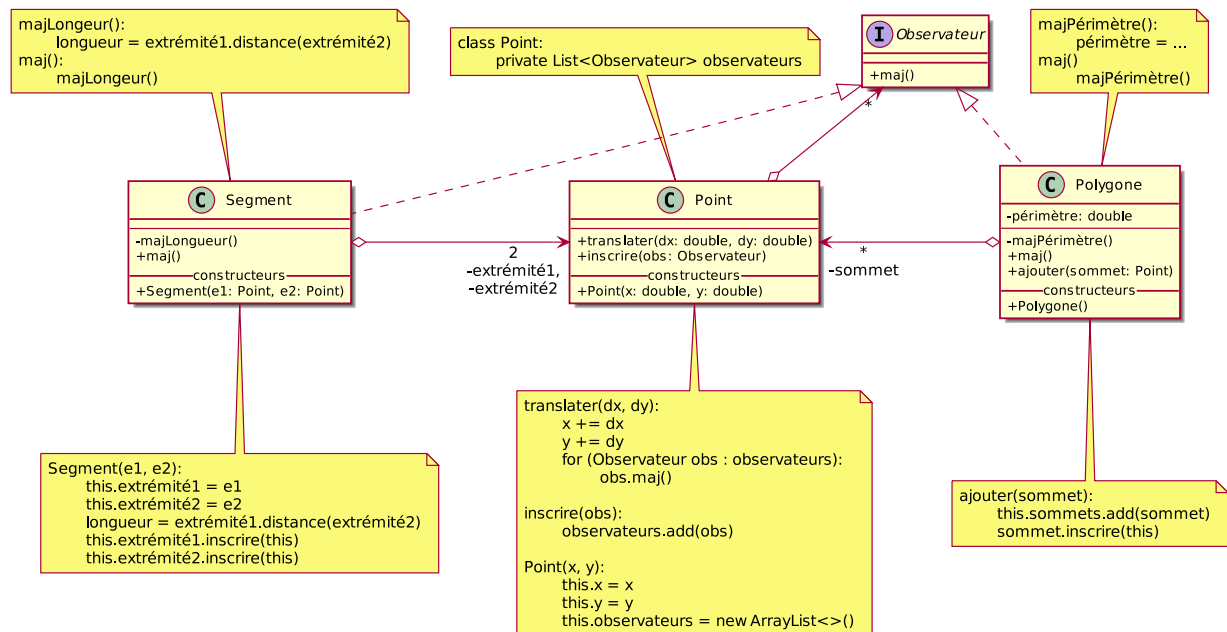 majLongeur():
longueur = extrémité1.distance(extrémité2)
maj():
majLongeur()
class Point:
private List<Observateur> observateurs
I Observateur
+maj()
majPérimètre():
périmètre = ...
maj()
majPérimètre()
*
C Segment
-majLongueur()
+maj()
constructeurs
+Segment(e1: Point, e2: Point)
2
-extrémité1,
-extrémité2
C Point
+translater(dx: double, dy: double)
+inscrire(obs: Observateur)
constructeurs
+Point(x: double, y: double)
*
-sommet
C Polygone
-périmètre: double
-majPérimètre()
+maj()
+ajouter(sommet: Point)
constructeurs
+Polygone()
Segment(e1, e2):
this.extrémité1 = e1
this.extrémité2 = e2
longueur = extrémité1.distance(extrémité2)
this.extrémité1.inscrire(this)
this.extrémité2.inscrire(this)
translater(dx, dy):
x += dx
y += dy
for (Observateur obs : observateurs):
obs.maj()
inscrire(obs):
observateurs.add(obs)
Point(x, y):
this.x = x
this.y = y
this.observateurs = new ArrayList<>()
ajouter(sommet):
this.sommets.add(sommet)
sommet.inscrire(this)